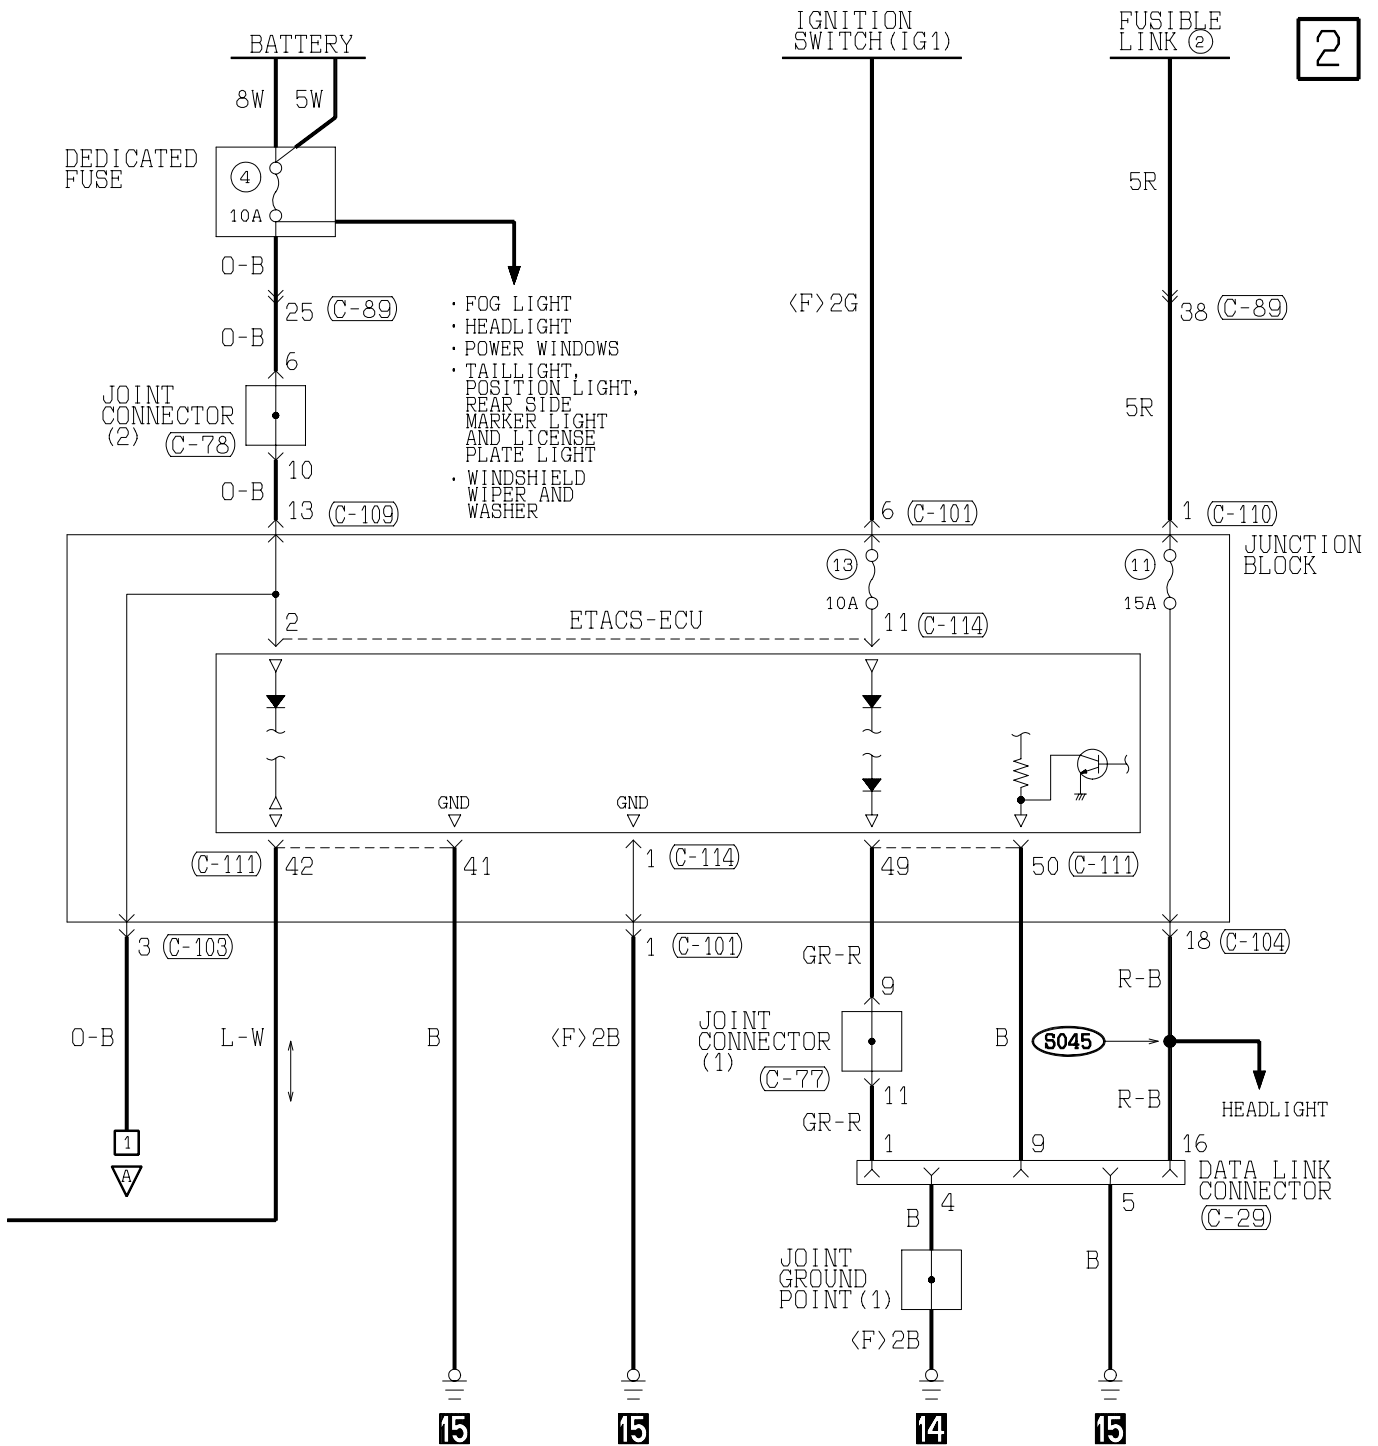 BATTERY
IGNITION
SWITCH(IG1)
FUSIBLE
LINK ②
2
8W
5W
DEDICATED
FUSE
4
10A
5R
O-B
25 (C-89)
· FOG LIGHT
· HEADLIGHT
· POWER WINDOWS
· TAILLIGHT,
POSITION LIGHT,
REAR SIDE
MARKER LIGHT
AND LICENSE
PLATE LIGHT
· WINDSHIELD
WIPER AND
WASHER
<F>2G
38 (C-89)
O-B
6
JOINT
CONNECTOR
(2) (C-78)
5R
10
O-B
13 (C-109)
6 (C-101)
1 (C-110)
JUNCTION
BLOCK
13
10A
11
15A
2
ETACS-ECU
11 (C-114)
GND
GND
(C-111) 42
41
1 (C-114)
49
50 (C-111)
3 (C-103)
1 (C-101)
18 (C-104)
GR-R
9
R-B
O-B
L-W
B
<F>2B
JOINT
CONNECTOR
(1)
(C-77)
B
S045
11
GR-R
R-B
HEADLIGHT
1
A
1
9
16
DATA LINK
CONNECTOR
(C-29)
4
5
B
B
JOINT
GROUND
POINT(1)
<F>2B
15
15
14
15